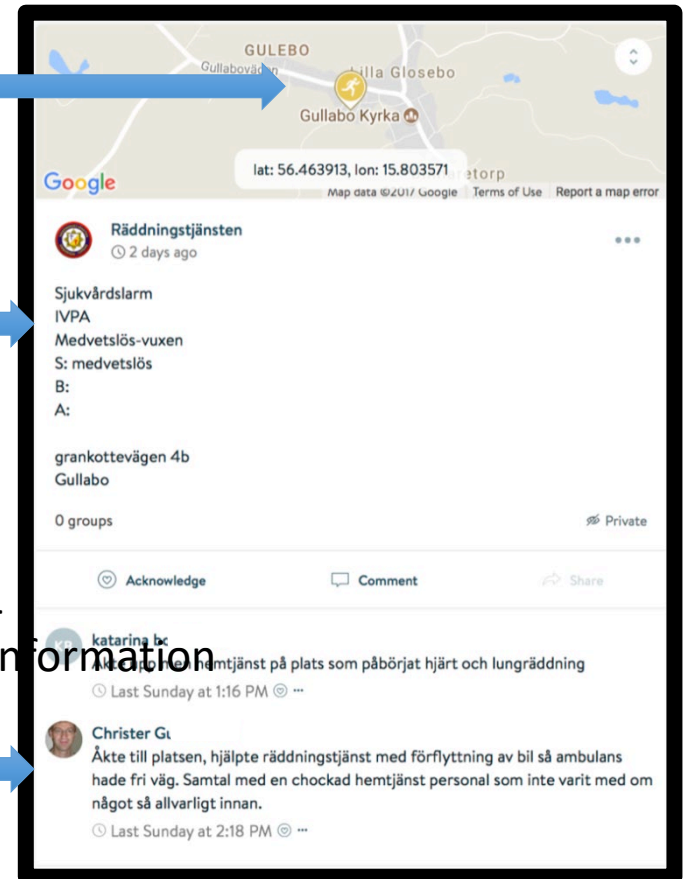 GULEBO
Gullabovägen
Lilla Glosebo
Gullabo Kyrka
lat: 56.463913, lon: 15.803571
Google
Map data ©2017 Google Terms of Use Report a map error
Räddningstjänsten
2 days ago
Sjukvårdslarm
IVPA
Medvetslös-vuxen
S: medvetslös
B:
A:
grankottevägen 4b
Gullabo
0 groups
Private
Acknowledge Comment Share
katarina
nformation
hemtjänst på plats som påbörjat hjärt och lungräddning
Last Sunday at 1:16 PM
Christer
Åkte till platsen, hjälpte räddningstjänst med förflyttning av bil så ambulans
hade fri väg. Samtal med en chockad hemtjänst personal som inte varit med om
något så allvarligt innan.
Last Sunday at 2:18 PM